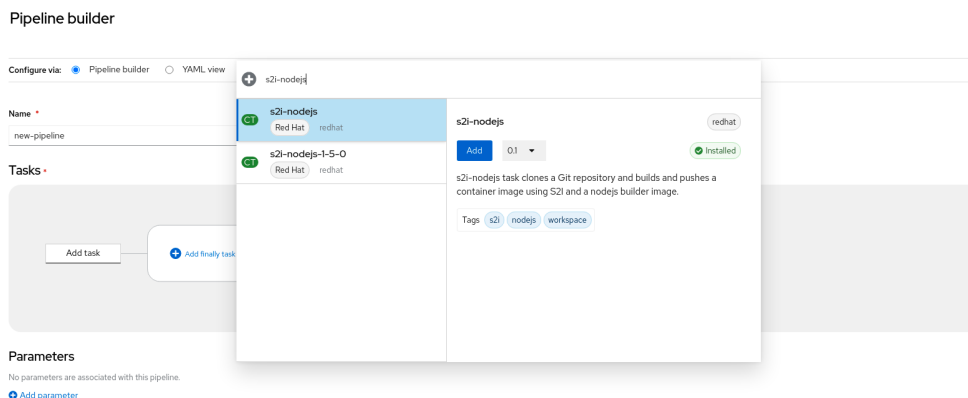 Pipeline builder
Configure via: Pipeline builder YAML view
s2i-nodejs
Name *
new-pipeline
Tasks *
Add task
Add finally task
CT s2i-nodejs
Red Hat redhat
CT s2i-nodejs-1-5-0
Red Hat redhat
s2i-nodejs redhat
Add 0.1 Installed
s2i-nodejs task clones a Git repository and builds and pushes a
container image using S2I and a nodejs builder image.
Tags s2i nodejs workspace
Parameters
No parameters are associated with this pipeline.
Add parameter